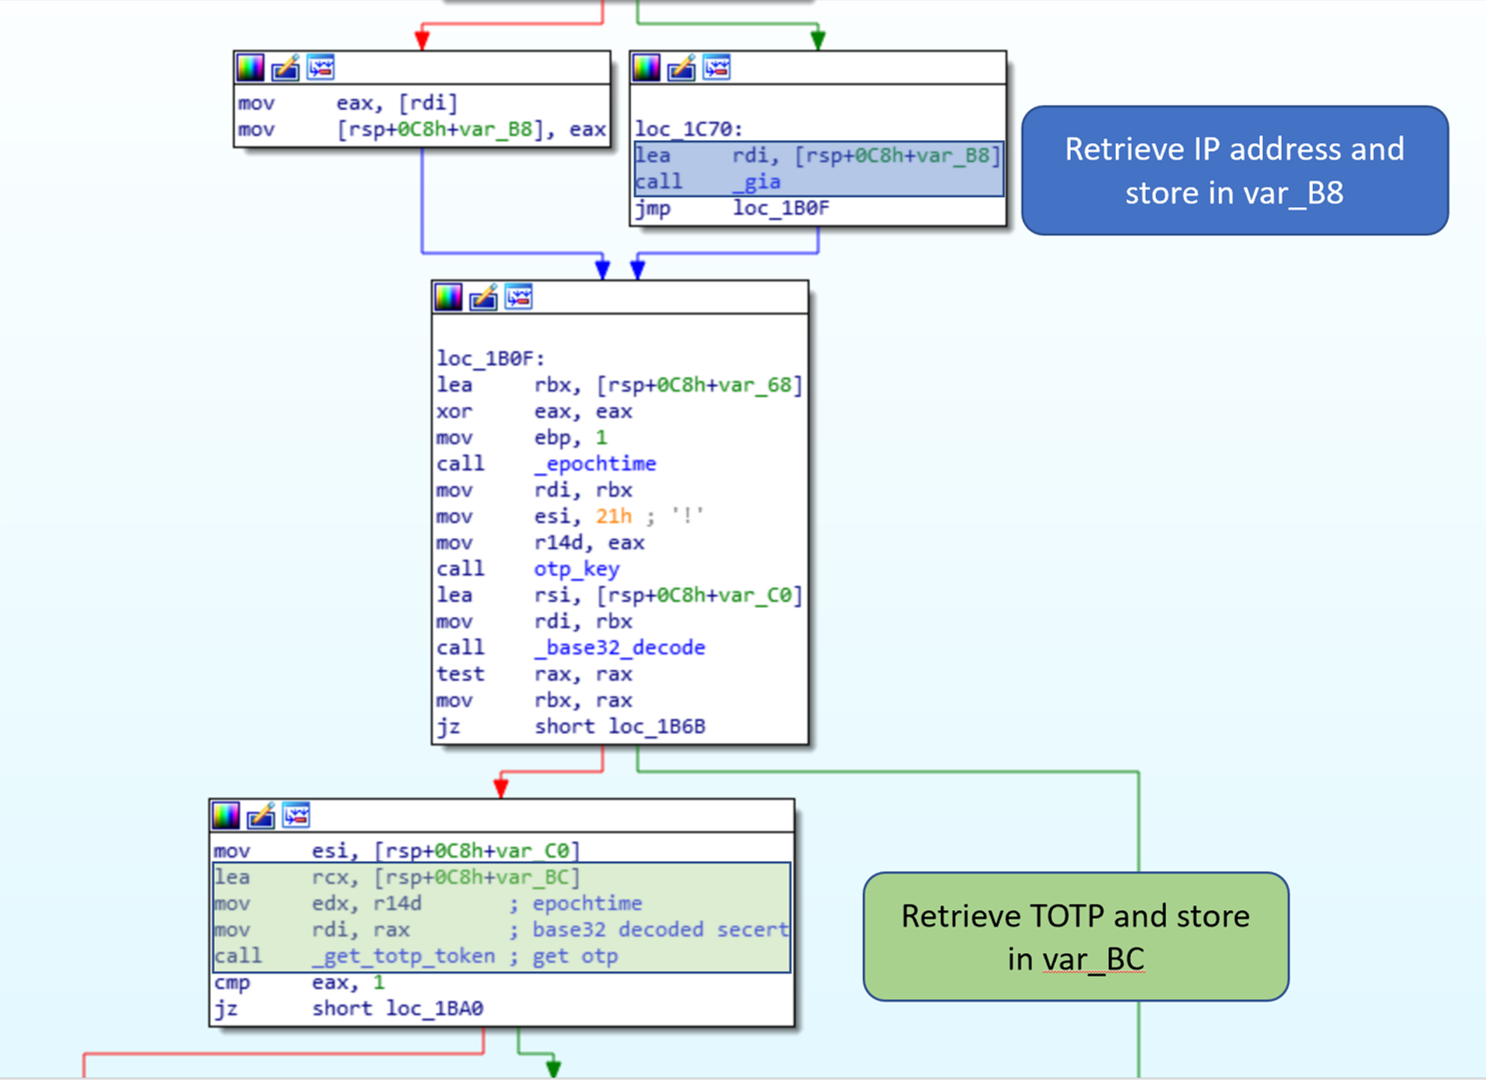 mov eax, [rdi]
mov [rsp+0C8h+var_B8], eax
loc_1C70:
lea rdi, [rsp+0C8h+var_B8]
call _gia
jmp loc_1B0F
Retrieve IP address and
store in var_B8
loc_1B0F:
lea rbx, [rsp+0C8h+var_68]
xor eax, eax
mov ebp, 1
call _epochtime
mov rdi, rbx
mov esi, 21h ; '!'
mov r14d, eax
call otp_key
lea rsi, [rsp+0C8h+var_C0]
mov rdi, rbx
call _base32_decode
test rax, rax
mov rbx, rax
jz short loc_1B6B
mov esi, [rsp+0C8h+var_C0]
lea rcx, [rsp+0C8h+var_BC]
mov edx, r14d ; epochtime
mov rdi, rax ; base32 decoded secert
call _get_totp_token ; get otp
cmp eax, 1
jz short loc_1BA0
Retrieve TOTP and store
in var_BC